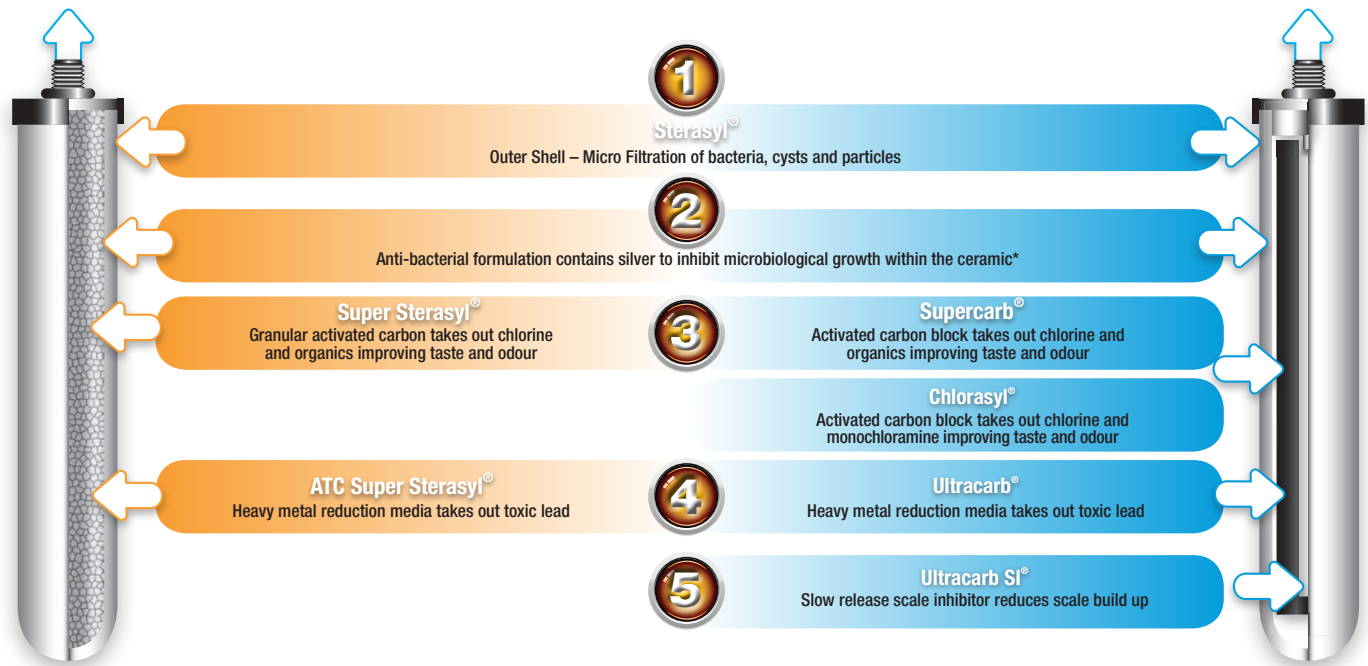 1
Sterasyl®
Outer Shell – Micro Filtration of bacteria, cysts and particles
2
Anti-bacterial formulation contains silver to inhibit microbiological growth within the ceramic*
Super Sterasyl®
Granular activated carbon takes out chlorine
and organics improving taste and odour
3
Supercarb®
Activated carbon block takes out chlorine and
organics improving taste and odour
Chlorasyl®
Activated carbon block takes out chlorine and
monochloramine improving taste and odour
ATC Super Sterasyl®
Heavy metal reduction media takes out toxic lead
4
Ultracarb®
Heavy metal reduction media takes out toxic lead
5
Ultracarb SI®
Slow release scale inhibitor reduces scale build up